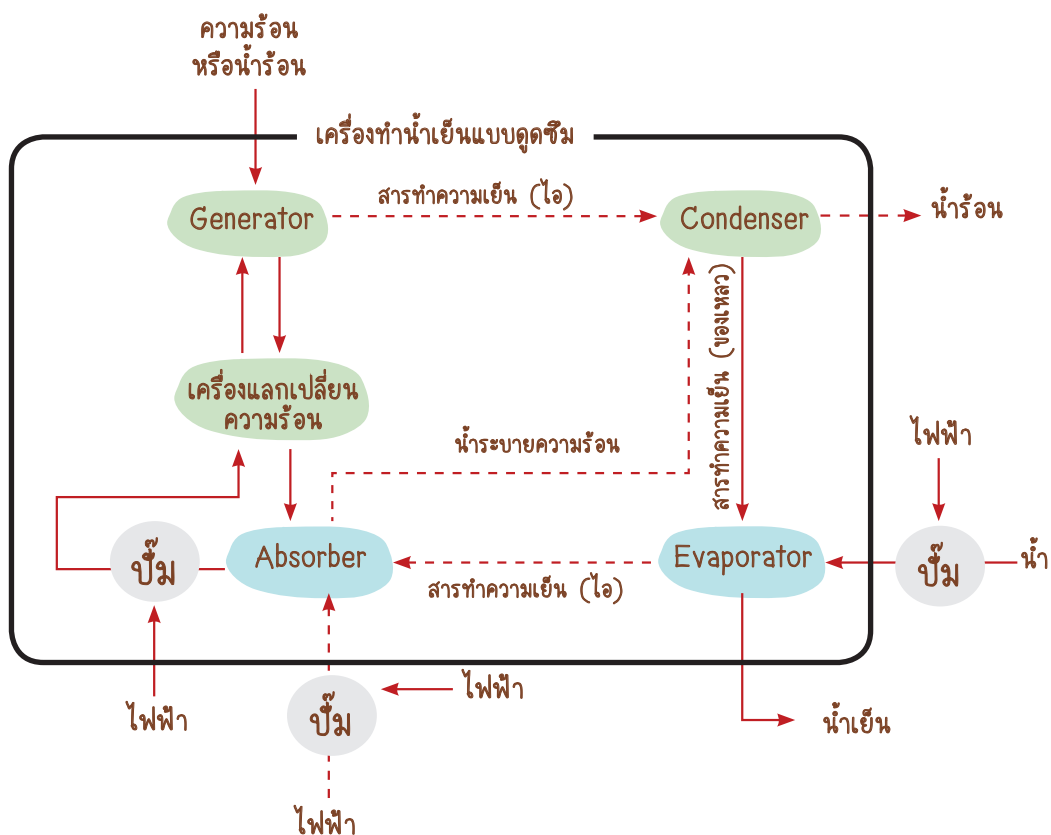 ความร้อน
หรือน้ำร้อน
เครื่องทำน้ำเย็นแบบดูดซึม
สารทำความเย็น (ไอ)
Generator
Condenser
น้ำร้อน
สารทำความเย็น (ของเหลว)
เครื่องแลกเปลี่ยน
ความร้อน
น้ำระบายความร้อน
ไฟฟ้า
ปั๊ม
Absorber
Evaporator
ปั๊ม
น้ำ
สารทำความเย็น (ไอ)
ไฟฟ้า
ไฟฟ้า
ปั๊ม
น้ำเย็น
ไฟฟ้า